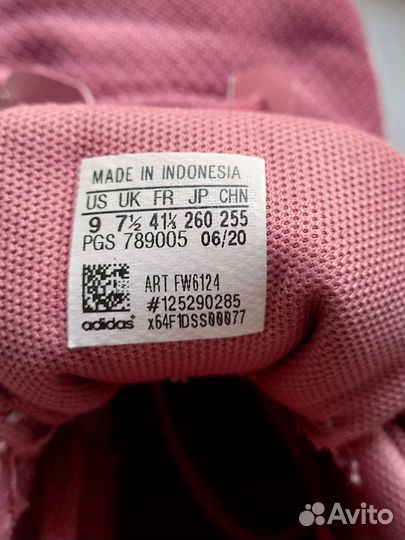 MADE IN INDONESIA
US UK FR JP CHN
9 7½ 41⅓ 260 255
PGS 789005 06/20
ART FW6124
#125290285
adidas® x64F1DSS00077
Avito